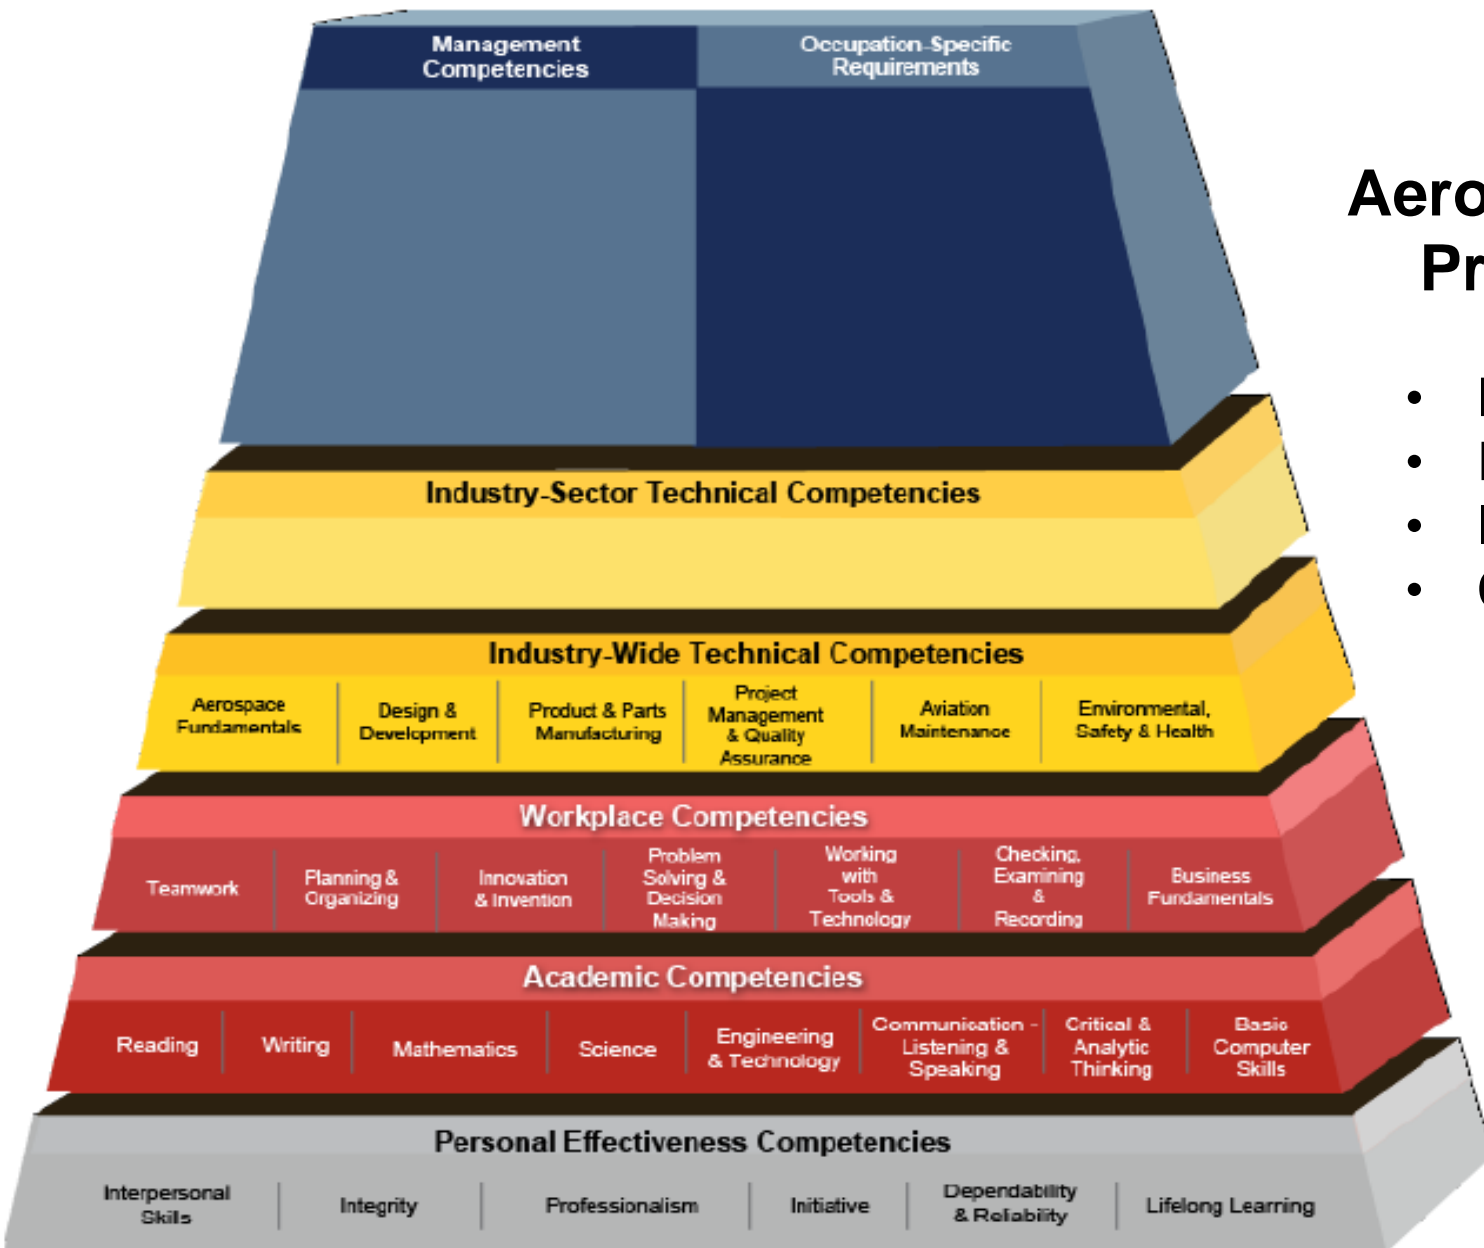 Management
Competencies
Occupation-Specific
Requirements
Industry-Sector Technical Competencies
Industry-Wide Technical Competencies
Aerospace
Fundamentals
Design &
Development
Product & Parts
Manufacturing
Project
Management
& Quality
Assurance
Aviation
Maintenance
Environmental,
Safety & Health
Workplace Competencies
Teamwork
Planning &
Organizing
Innovation
& Invention
Problem
Solving &
Decision
Making
Working
with
Tools &
Technology
Checking,
Examining
&
Recording
Business
Fundamentals
Academic Competencies
Reading
Writing
Mathematics
Science
Engineering
& Technology
Communication -
Listening &
Speaking
Critical &
Analytic
Thinking
Basic
Computer
Skills
Personal Effectiveness Competencies
Interpersonal
Skills
Integrity
Professionalism
Initiative
Dependability
& Reliability
Lifelong Learning